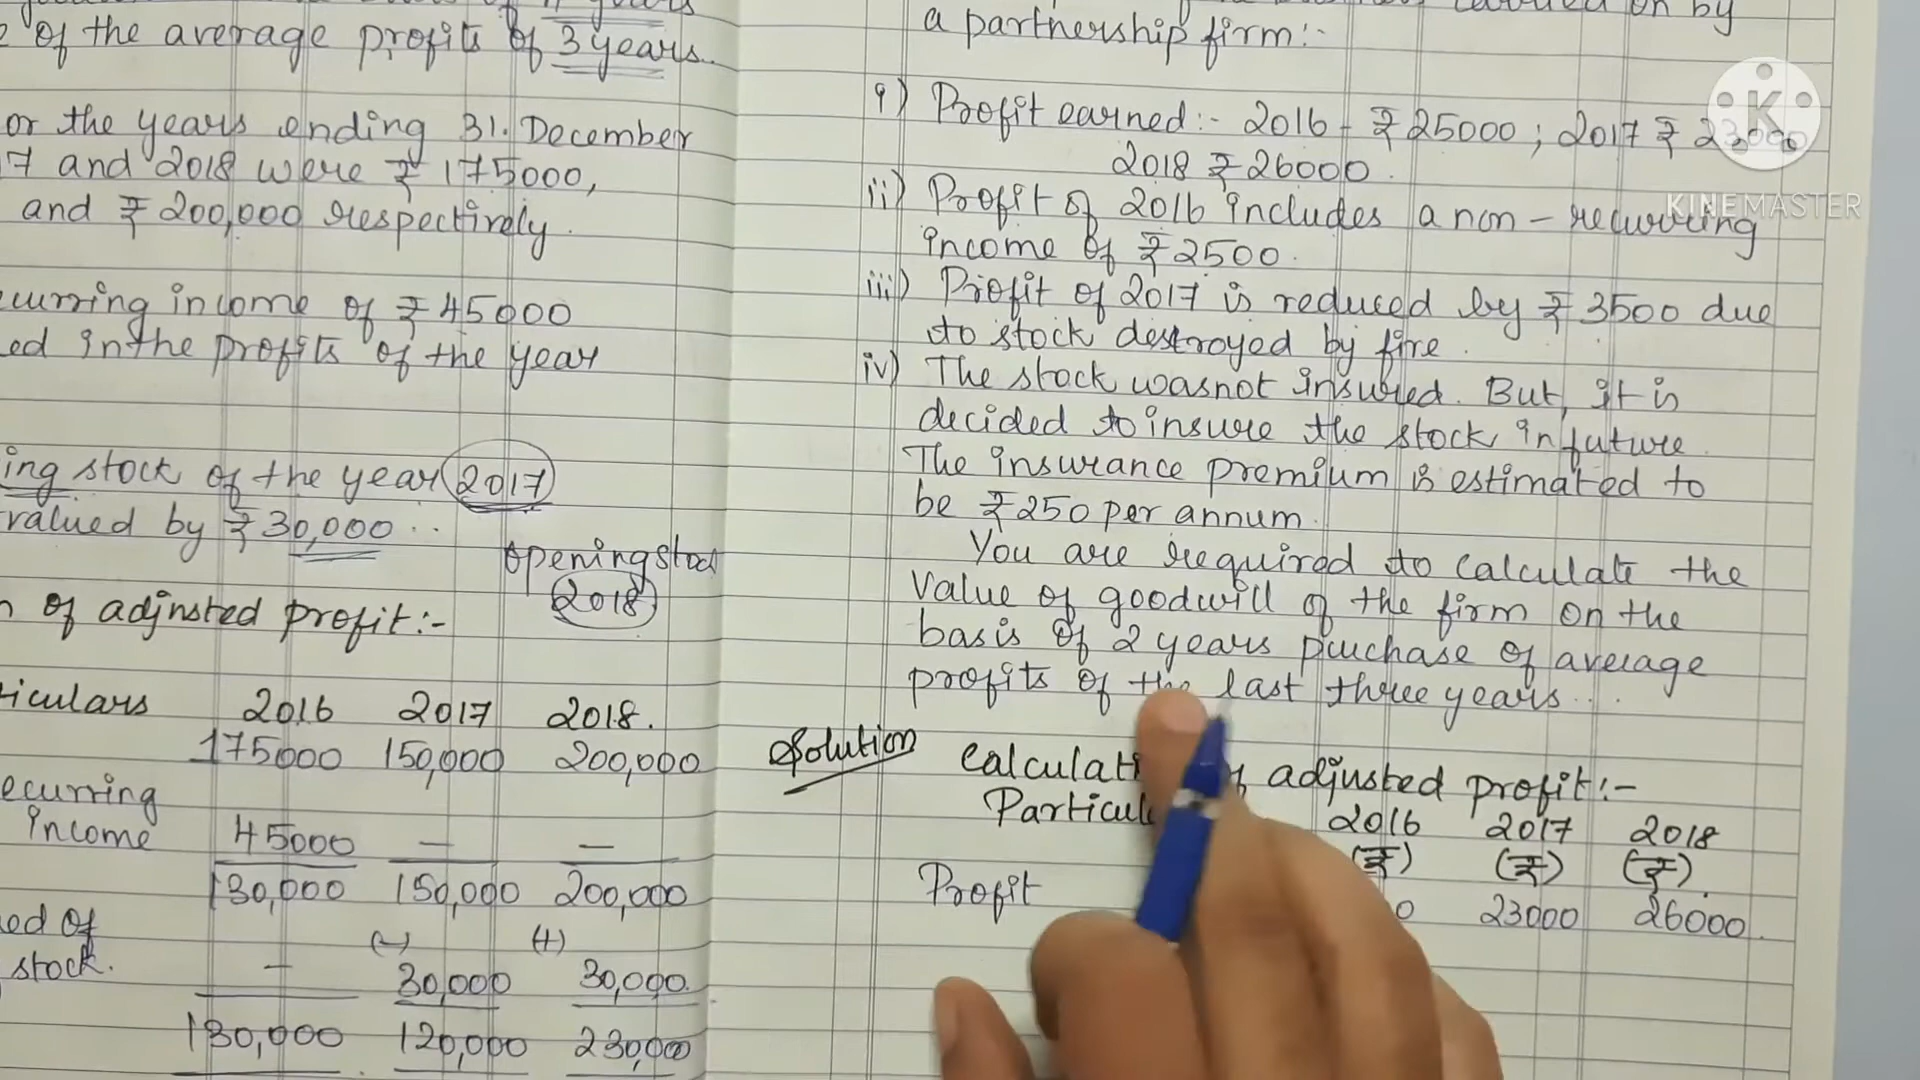 of the average profits of 3 years..
or the years ending 31. December
17 and 2018 were ₹ 175000,
and ₹ 200,000 respectively.
curring income of ₹ 45000
ed in the profits of the year
ing stock of the year 2017
valued by ₹ 30,000 ..
opening stoc
2018
of adjusted profit:-
iculars 2016 2017 2018.
175000 150,000 200,000
ecurring
income 45000 — —
130,000 150,000 200,000
ed of (-) (+)
stock. — 30,000 30,000.
130,000 120,000 230,000
on by
a partnership firm:-
i) Profit earned:- 2016 - ₹ 25000 ; 2017 ₹ 23000
2018 ₹ 26000.
ii) Profit of 2016 includes a non - recurring
income of ₹ 2500.
iii) Profit of 2017 is reduced by ₹ 3500 due
to stock destroyed by fire.
iv) The stock was not insured. But, it is
decided to insure the stock in future.
The insurance premium is estimated to
be ₹ 250 per annum.
You are required to calculate the
value of goodwill of the firm on the
basis of 2 years purchase of average
profits of the last three years...
Solution
Calculati adjusted profit:-
Particul 2016 2017 2018
(₹) (₹) (₹).
Profit 0 23000 26000.
K
KINEMASTER